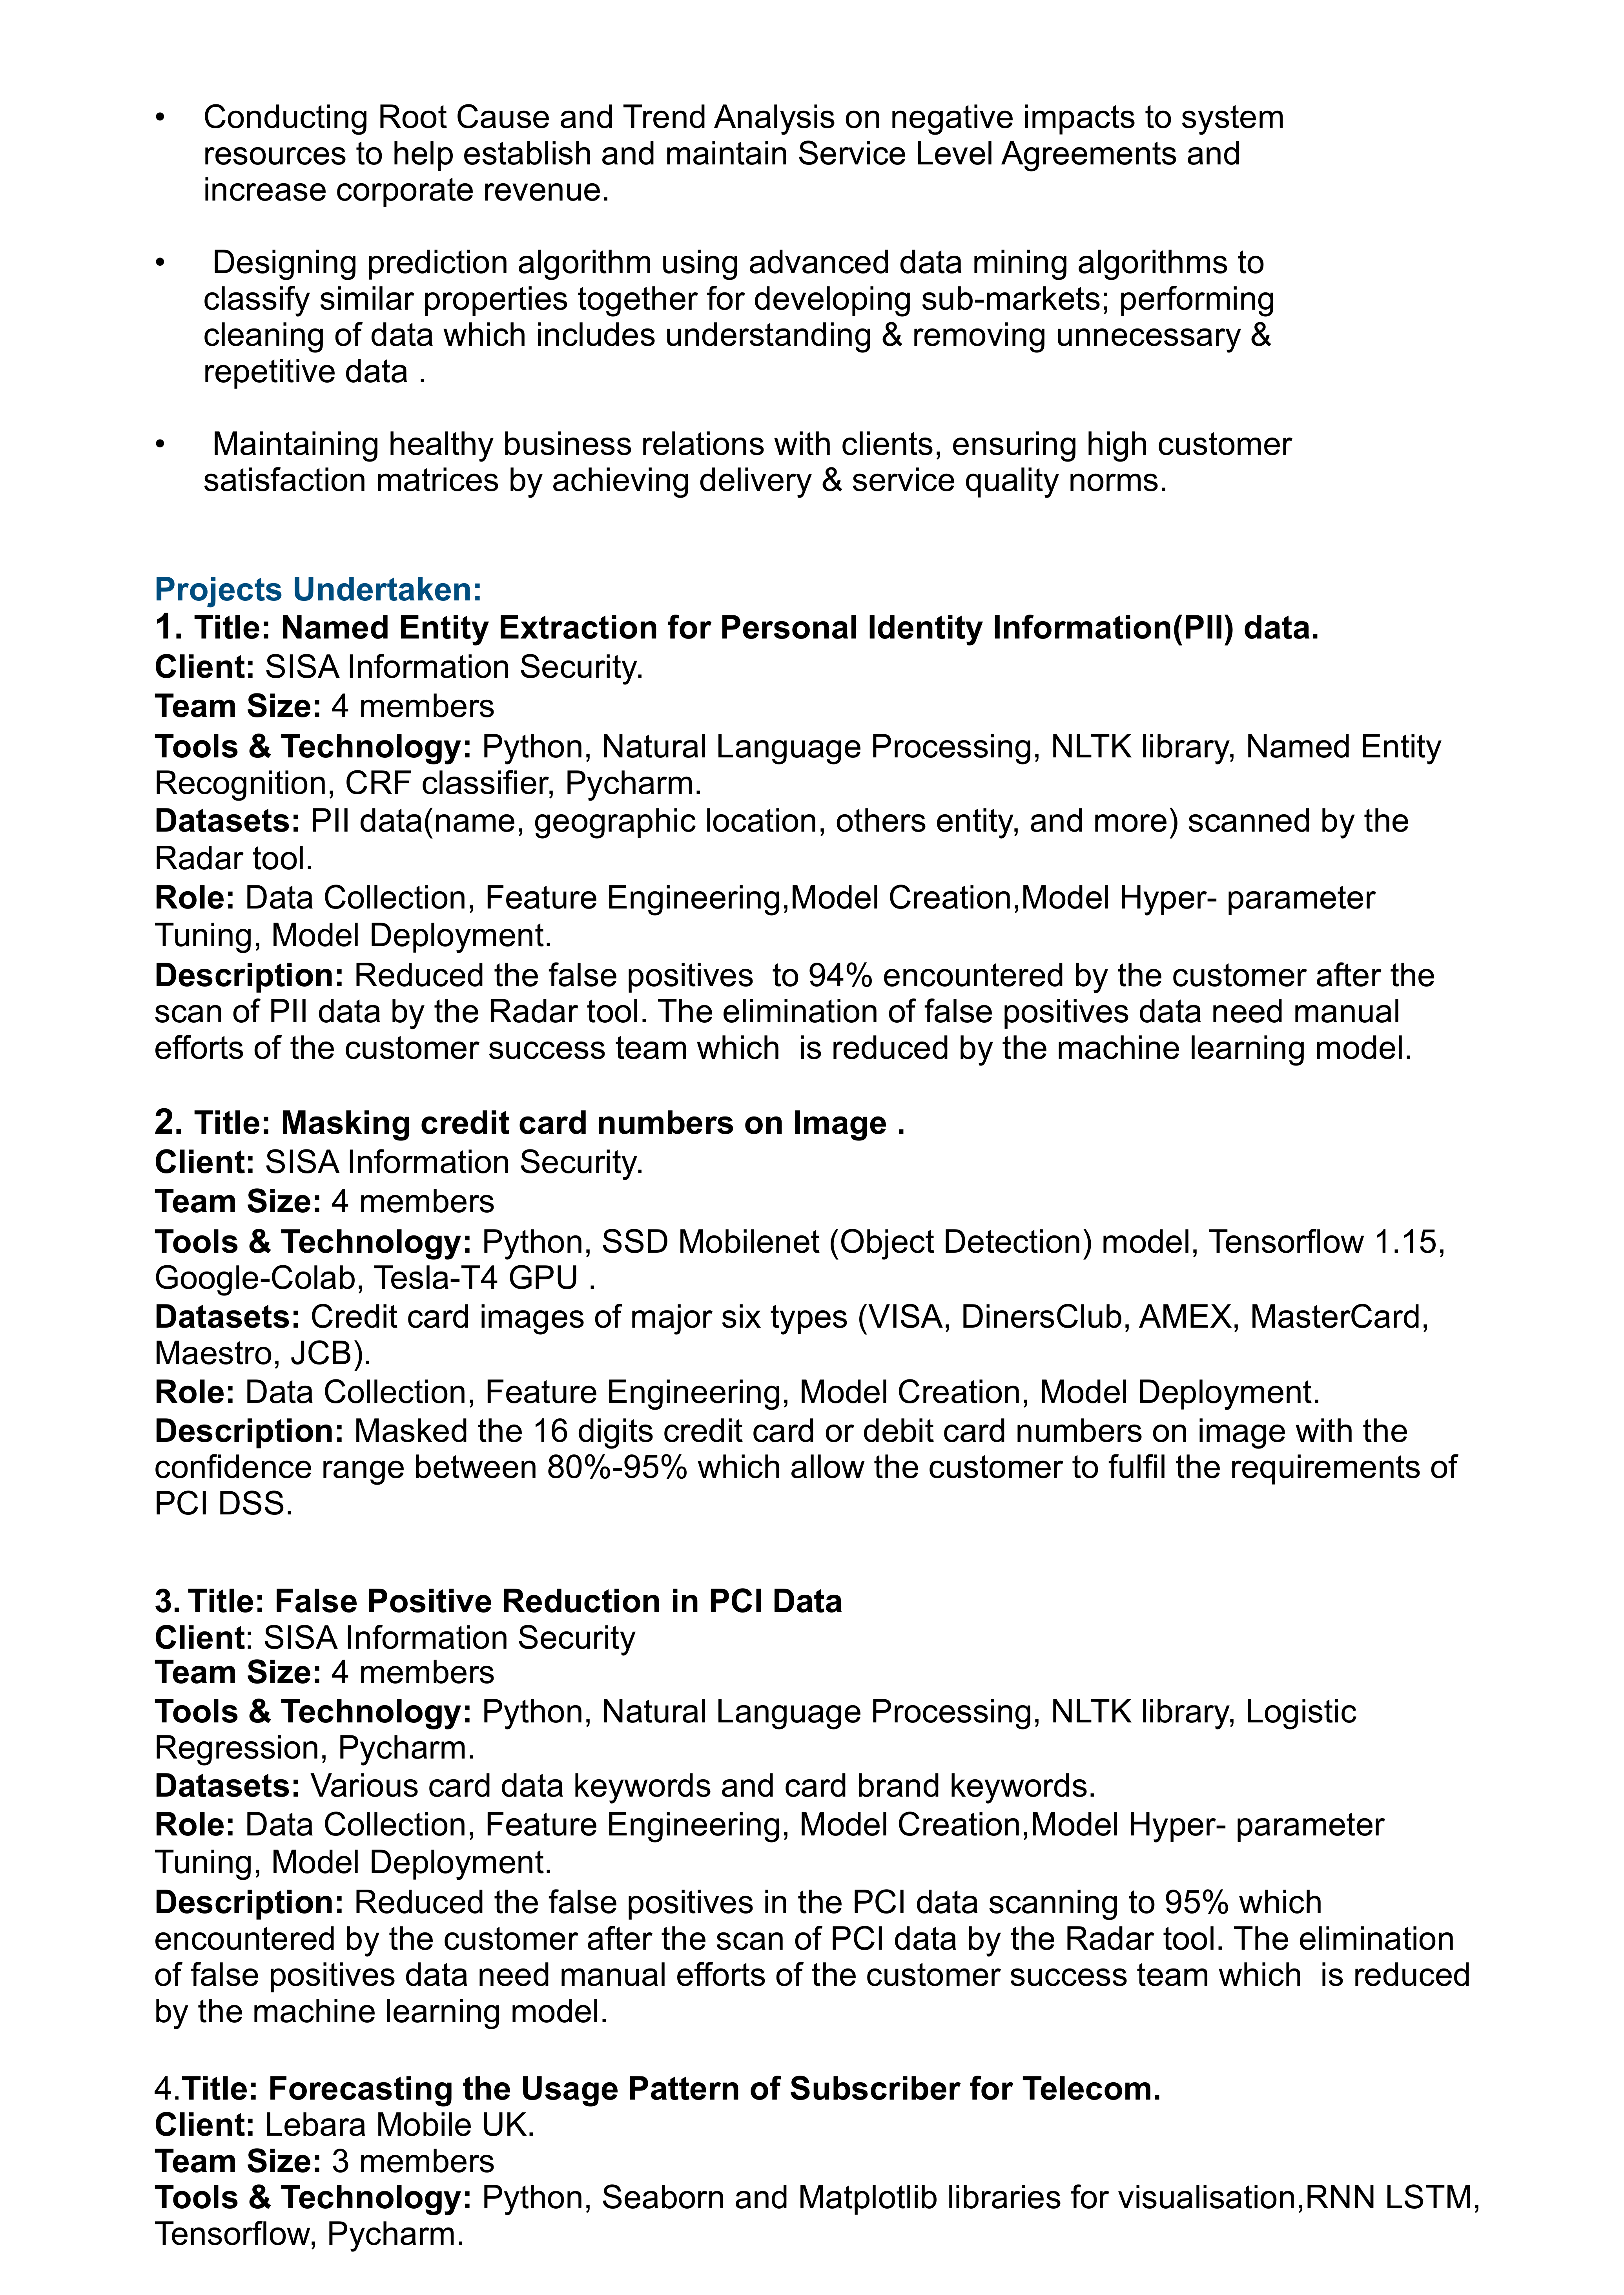 • Conducting Root Cause and Trend Analysis on negative impacts to system
resources to help establish and maintain Service Level Agreements and
increase corporate revenue.
• Designing prediction algorithm using advanced data mining algorithms to
classify similar properties together for developing sub-markets; performing
cleaning of data which includes understanding & removing unnecessary &
repetitive data .
• Maintaining healthy business relations with clients, ensuring high customer
satisfaction matrices by achieving delivery & service quality norms.
Projects Undertaken:
1. Title: Named Entity Extraction for Personal Identity Information(PII) data.
Client: SISA Information Security.
Team Size: 4 members
Tools & Technology: Python, Natural Language Processing, NLTK library, Named Entity
Recognition, CRF classifier, Pycharm.
Datasets: PII data(name, geographic location, others entity, and more) scanned by the
Radar tool.
Role: Data Collection, Feature Engineering,Model Creation,Model Hyper- parameter
Tuning, Model Deployment.
Description: Reduced the false positives  to 94% encountered by the customer after the
scan of PII data by the Radar tool. The elimination of false positives data need manual
efforts of the customer success team which  is reduced by the machine learning model.
2. Title: Masking credit card numbers on Image .
Client: SISA Information Security.
Team Size: 4 members
Tools & Technology: Python, SSD Mobilenet (Object Detection) model, Tensorflow 1.15,
Google-Colab, Tesla-T4 GPU .
Datasets: Credit card images of major six types (VISA, DinersClub, AMEX, MasterCard,
Maestro, JCB).
Role: Data Collection, Feature Engineering, Model Creation, Model Deployment.
Description: Masked the 16 digits credit card or debit card numbers on image with the
confidence range between 80%-95% which allow the customer to fulfil the requirements of
PCI DSS.
3. Title: False Positive Reduction in PCI Data
Client: SISA Information Security
Team Size: 4 members
Tools & Technology: Python, Natural Language Processing, NLTK library, Logistic
Regression, Pycharm.
Datasets: Various card data keywords and card brand keywords.
Role: Data Collection, Feature Engineering, Model Creation,Model Hyper- parameter
Tuning, Model Deployment.
Description: Reduced the false positives in the PCI data scanning to 95% which
encountered by the customer after the scan of PCI data by the Radar tool. The elimination
of false positives data need manual efforts of the customer success team which  is reduced
by the machine learning model.
4.Title: Forecasting the Usage Pattern of Subscriber for Telecom.
Client: Lebara Mobile UK.
Team Size: 3 members
Tools & Technology: Python, Seaborn and Matplotlib libraries for visualisation,RNN LSTM,
Tensorflow, Pycharm.